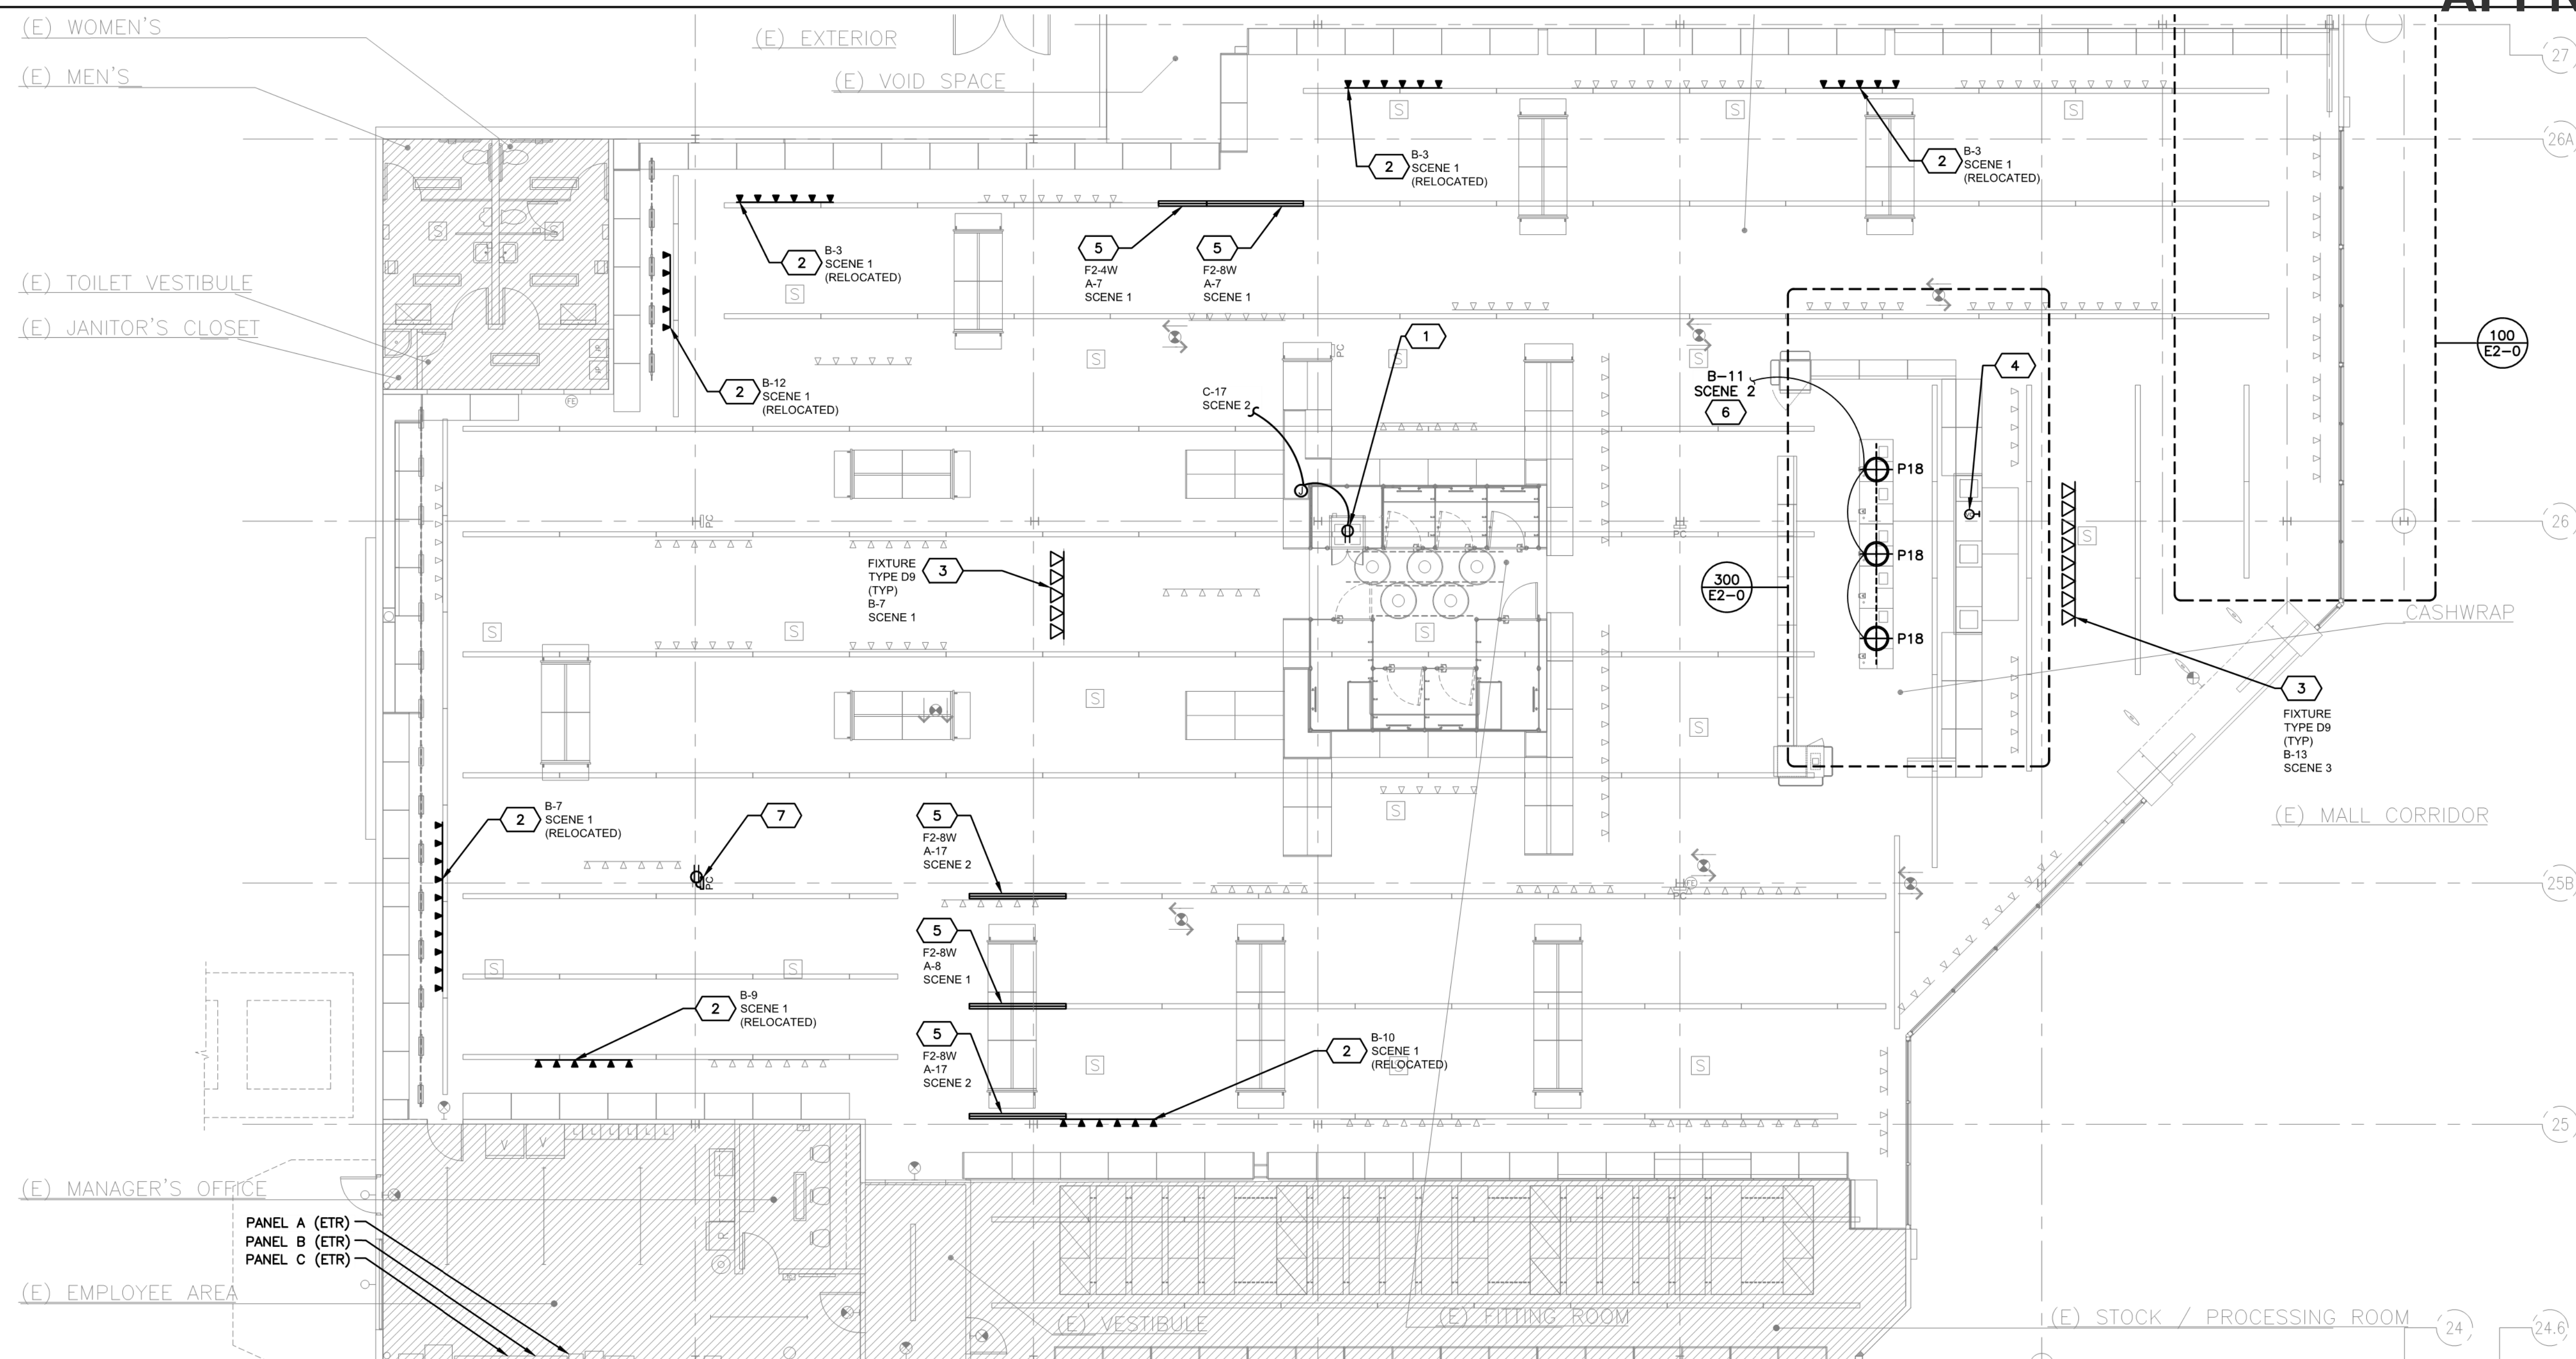 (E) WOMEN'S
(E) MEN'S
(E) EXTERIOR
(E) VOID SPACE
27
26A
2
B-3
SCENE 1
(RELOCATED)
2
B-3
SCENE 1
(RELOCATED)
2
B-3
SCENE 1
(RELOCATED)
5
F2-4W
A-7
SCENE 1
5
F2-8W
A-7
SCENE 1
(E) TOILET VESTIBULE
(E) JANITOR'S CLOSET
2
B-12
SCENE 1
(RELOCATED)
FE
1
PC
C-17
SCENE 2
J
B-11
SCENE 2
6
4
100
E2-0
P18
P18
P18
26
PC
PC
FIXTURE
TYPE D9
(TYP)
B-7
SCENE 1
3
300
E2-0
CASHWRAP
3
FIXTURE
TYPE D9
(TYP)
B-13
SCENE 3
(E) MALL CORRIDOR
2
B-7
SCENE 1
(RELOCATED)
7
PC
5
F2-8W
A-17
SCENE 2
FE
PC
25B
5
F2-8W
A-8
SCENE 1
2
B-9
SCENE 1
(RELOCATED)
5
F2-8W
A-17
SCENE 2
2
B-10
SCENE 1
(RELOCATED)
25
V
V
L L L L L L
R
S S S S S S S S S S S S S S S S S S S S S S
(E) MANAGER'S OFFICE
PANEL A (ETR)
PANEL B (ETR)
PANEL C (ETR)
(E) EMPLOYEE AREA
(E) VESTIBULE
(E) FITTING ROOM
(E) STOCK / PROCESSING ROOM
24
24.6